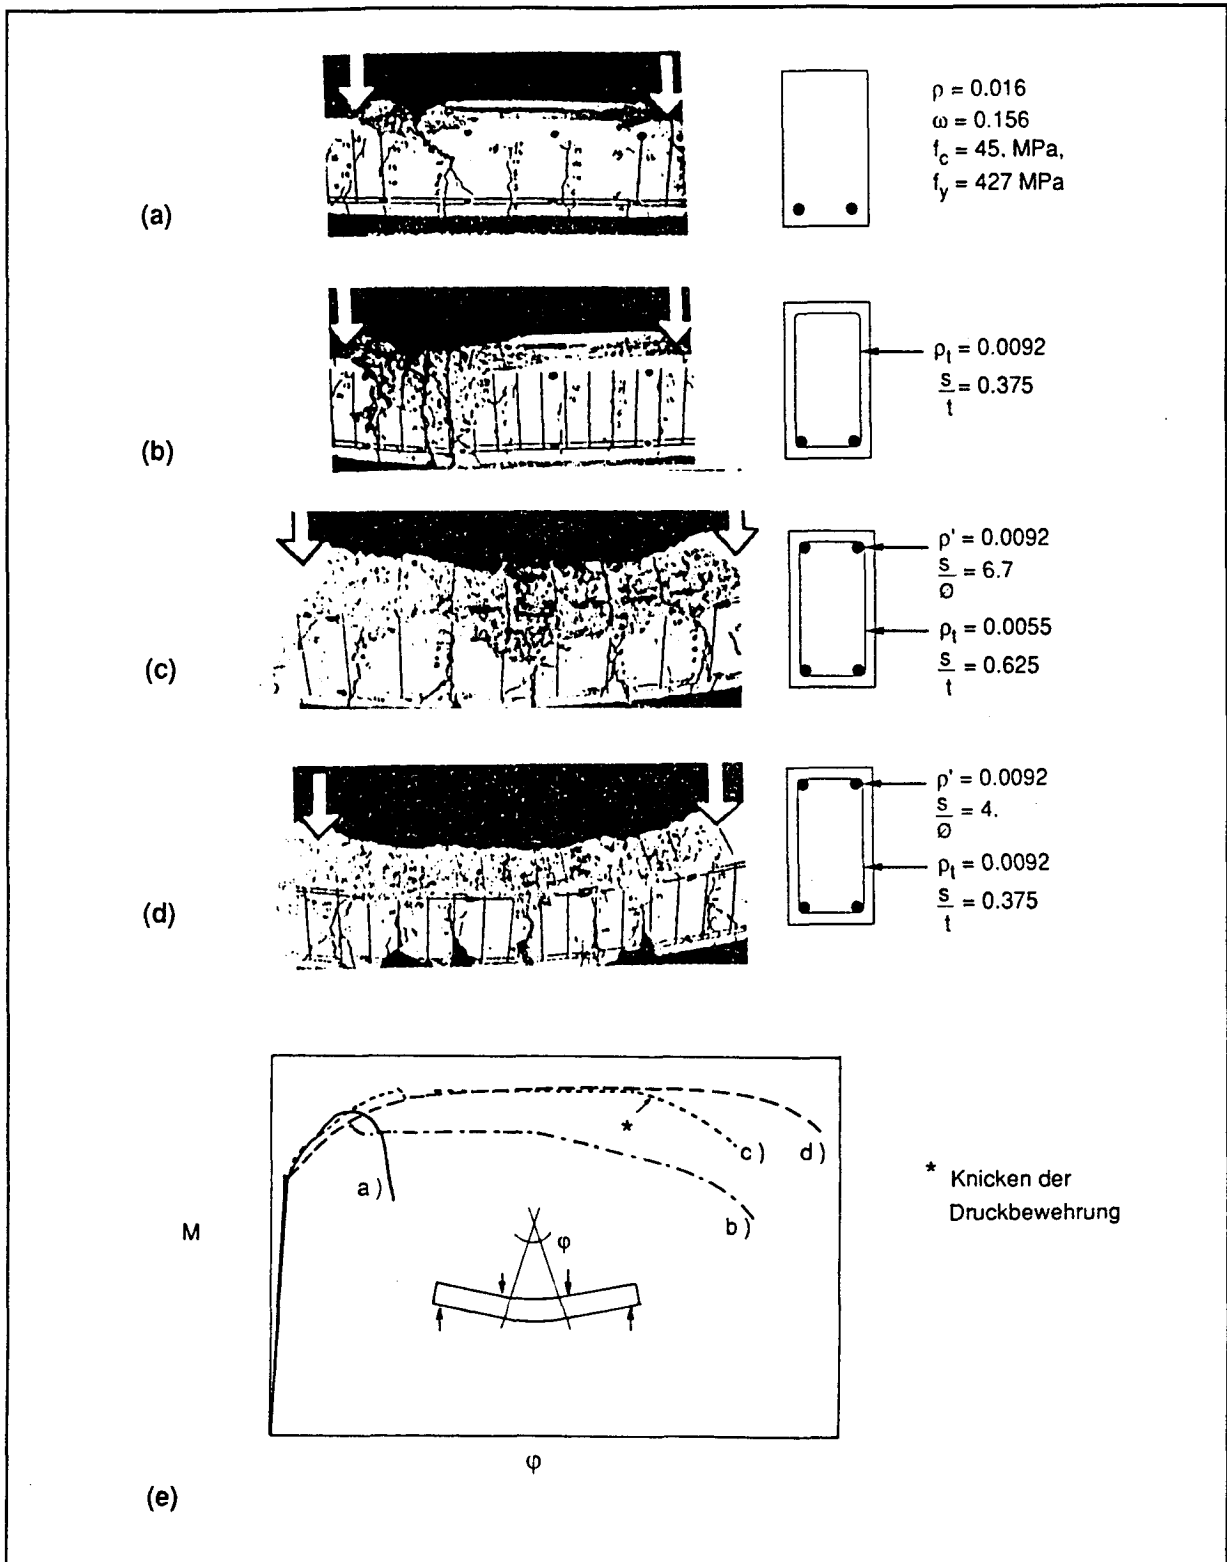 (a)
ρ = 0.016
ω = 0.156
f_c = 45. MPa,
f_y = 427 MPa
(b)
ρ_t = 0.0092
s/t = 0.375
(c)
ρ' = 0.0092
s/Ø = 6.7
ρ_t = 0.0055
s/t = 0.625
(d)
ρ' = 0.0092
s/Ø = 4.
ρ_t = 0.0092
s/t = 0.375
*
c )
d )
a )
b )
M
φ
* Knicken der
Druckbewehrung
φ
(e)